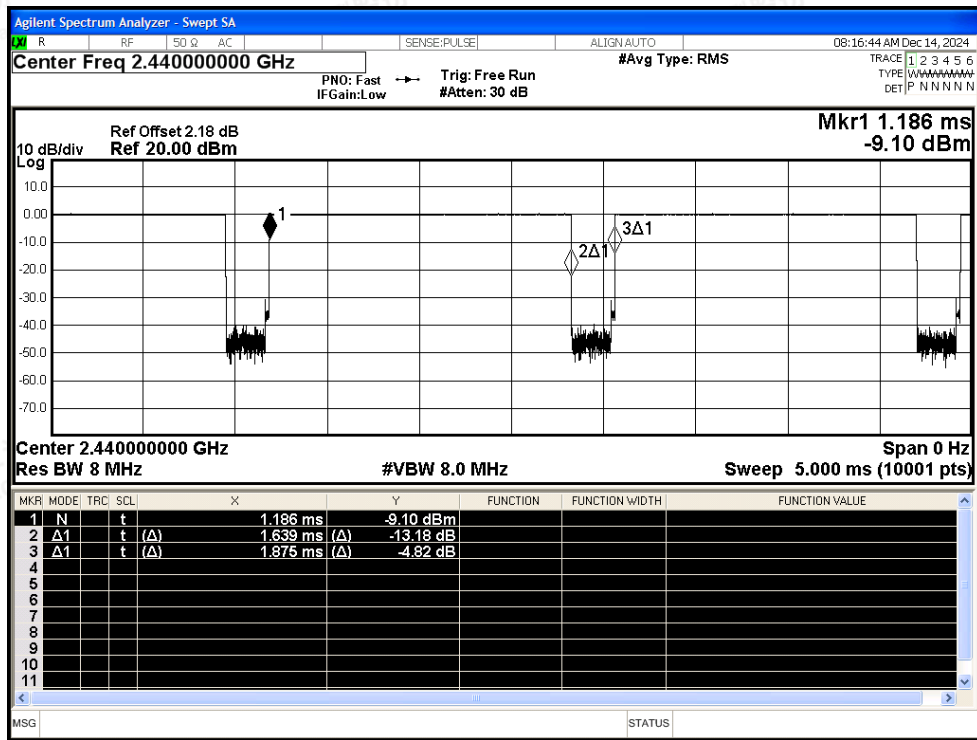 Agilent Spectrum Analyzer - Swept SA
LXI R RF 50 Ω AC SENSE:PULSE ALIGN AUTO 08:16:44 AM Dec 14, 2024
Center Freq 2.440000000 GHz
#Avg Type: RMS
TRACE 1 2 3 4 5 6
PNO: Fast Trig: Free Run
TYPE WWWWWW
IFGain:Low #Atten: 30 dB
DET P N N N N N
Mkr1 1.186 ms
-9.10 dBm
Ref Offset 2.18 dB
10 dB/div Ref 20.00 dBm
Log
10.0
0.00
-10.0
-20.0
-30.0
-40.0
-50.0
-60.0
-70.0
1
2Δ1
3Δ1
Center 2.440000000 GHz Span 0 Hz
Res BW 8 MHz #VBW 8.0 MHz Sweep 5.000 ms (10001 pts)
MKR MODE TRC SCL X Y FUNCTION FUNCTION WIDTH FUNCTION VALUE
1 N t 1.186 ms -9.10 dBm
2 Δ1 t (Δ) 1.639 ms (Δ) -13.18 dB
3 Δ1 t (Δ) 1.875 ms (Δ) -4.82 dB
4
5
6
7
8
9
10
11
MSG STATUS